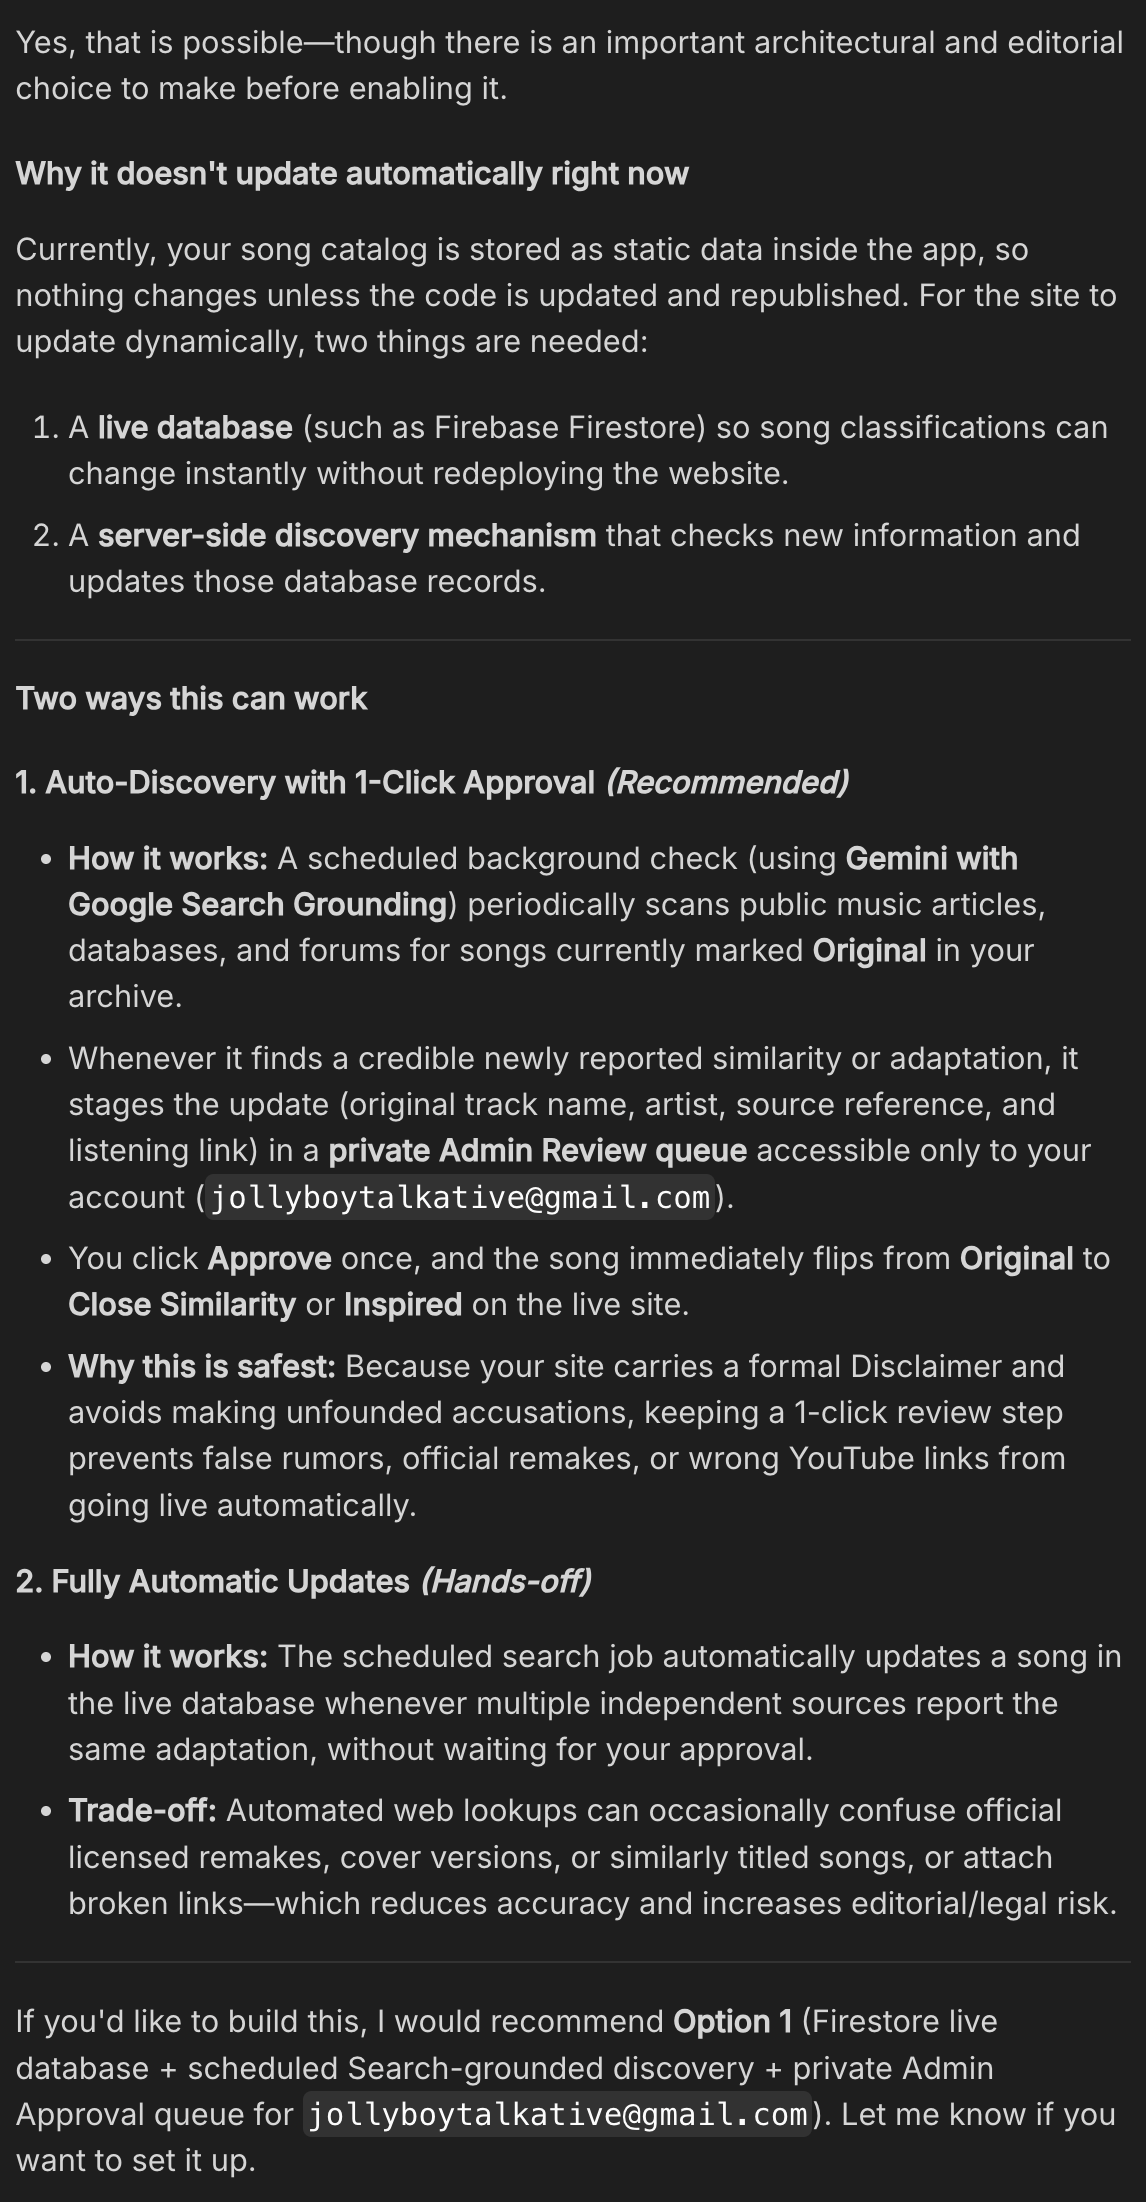 Yes, that is possible—though there is an important architectural and editorial
choice to make before enabling it.
Why it doesn't update automatically right now
Currently, your song catalog is stored as static data inside the app, so
nothing changes unless the code is updated and republished. For the site to
update dynamically, two things are needed:
1. A live database (such as Firebase Firestore) so song classifications can
change instantly without redeploying the website.
2. A server-side discovery mechanism that checks new information and
updates those database records.
Two ways this can work
1. Auto-Discovery with 1-Click Approval (Recommended)
• How it works: A scheduled background check (using Gemini with
Google Search Grounding) periodically scans public music articles,
databases, and forums for songs currently marked Original in your
archive.
• Whenever it finds a credible newly reported similarity or adaptation, it
stages the update (original track name, artist, source reference, and
listening link) in a private Admin Review queue accessible only to your
account (jollyboytalkative@gmail.com).
• You click Approve once, and the song immediately flips from Original to
Close Similarity or Inspired on the live site.
• Why this is safest: Because your site carries a formal Disclaimer and
avoids making unfounded accusations, keeping a 1-click review step
prevents false rumors, official remakes, or wrong YouTube links from
going live automatically.
2. Fully Automatic Updates (Hands-off)
• How it works: The scheduled search job automatically updates a song in
the live database whenever multiple independent sources report the
same adaptation, without waiting for your approval.
• Trade-off: Automated web lookups can occasionally confuse official
licensed remakes, cover versions, or similarly titled songs, or attach
broken links—which reduces accuracy and increases editorial/legal risk.
If you'd like to build this, I would recommend Option 1 (Firestore live
database + scheduled Search-grounded discovery + private Admin
Approval queue for jollyboytalkative@gmail.com). Let me know if you
want to set it up.